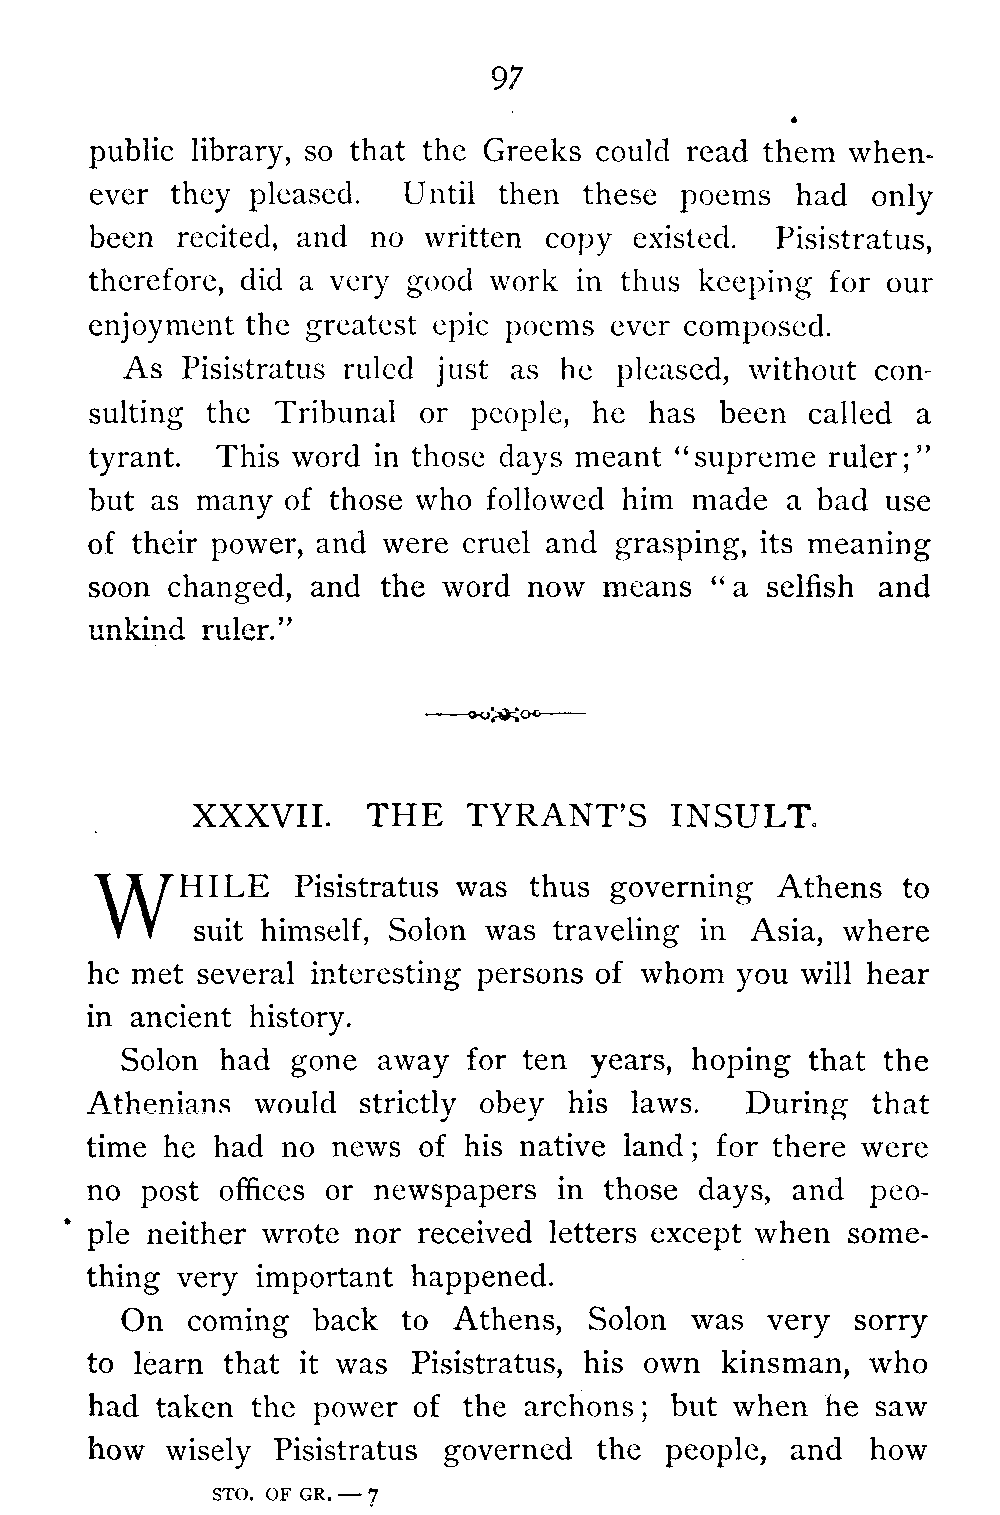 97
public library, so that the Greeks could read them when-
ever they pleased. Until then these poems had only
been recited, and no written copy existed. Pisistratus,
therefore, did a very good work in thus keeping for our
enjoyment the greatest epic poems ever composed.
As Pisistratus ruled just as he pleased, without con-
sulting the Tribunal or people, he has been called a
tyrant. This word in those days meant “supreme ruler;”
but as many of those who followed him made a bad use
of their power, and were cruel and grasping, its meaning
soon changed, and the word now means “a selfish and
unkind ruler.”
XXXVII. THE TYRANT'S INSULT.
WHILE Pisistratus was thus governing Athens to
suit himself, Solon was traveling in Asia, where
he met several interesting persons of whom you will hear
in ancient history.
Solon had gone away for ten years, hoping that the
Athenians would strictly obey his laws. During that
time he had no news of his native land; for there were
no post offices or newspapers in those days, and peo-
ple neither wrote nor received letters except when some-
thing very important happened.
On coming back to Athens, Solon was very sorry
to learn that it was Pisistratus, his own kinsman, who
had taken the power of the archons; but when he saw
how wisely Pisistratus governed the people, and how
STO. OF GR. — 7